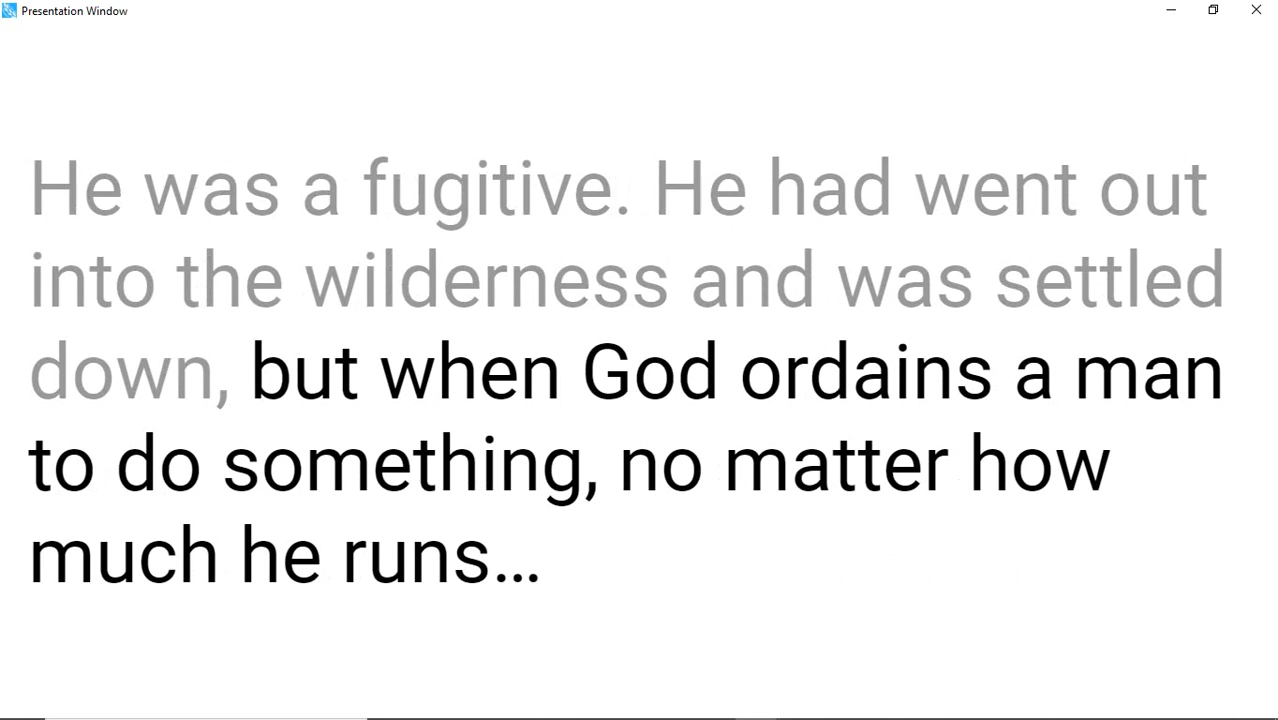 Presentation Window
He was a fugitive. He had went out
into the wilderness and was settled
down, but when God ordains a man
to do something, no matter how
much he runs...